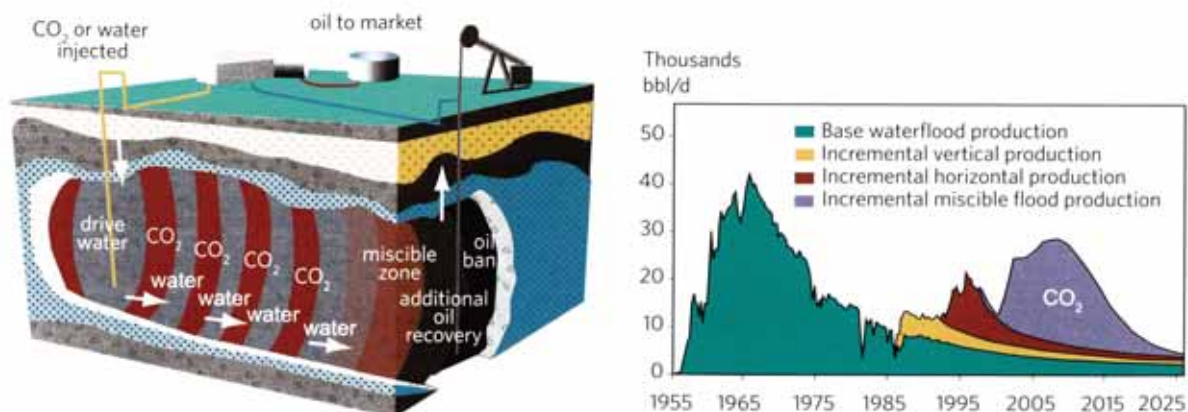 CO2 or water
injected
oil to market
drive
water
CO2
CO2
CO2
CO2
water
water
water
water
miscible
zone
oil
ban
additional
oil
recovery
Thousands
bbl/d
50
40
30
20
10
0
Base waterflood production
Incremental vertical production
Incremental horizontal production
Incremental miscible flood production
CO2
1955 1965 1975 1985 1995 2005 2015 2025